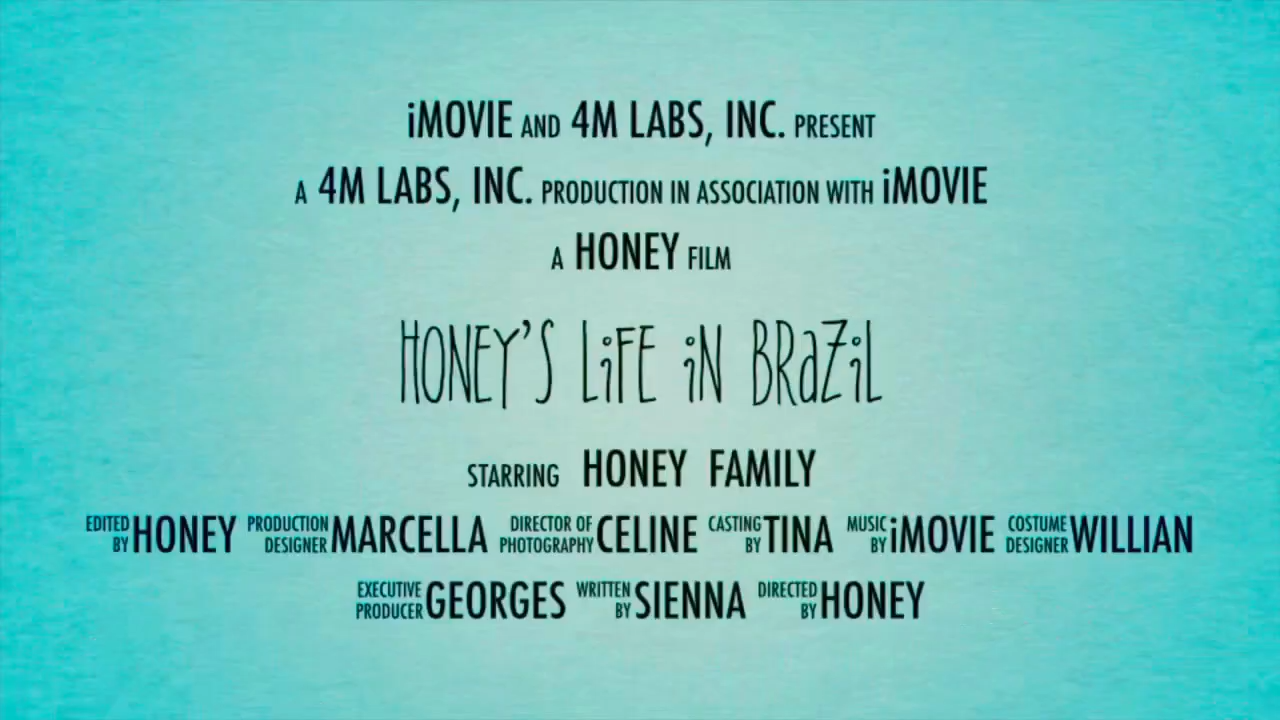 iMOVIE AND 4M LABS, INC. PRESENT
A 4M LABS, INC. PRODUCTION IN ASSOCIATION WITH iMOVIE
A HONEY FILM
HONEY'S LiFE iN BRaZiL
STARRING HONEY FAMILY
EDITED BY HONEY PRODUCTION DESIGNER MARCELLA DIRECTOR OF PHOTOGRAPHY CELINE CASTING BY TINA MUSIC BY iMOVIE COSTUME DESIGNER WILLIAN
EXECUTIVE PRODUCER GEORGES WRITTEN BY SIENNA DIRECTED BY HONEY